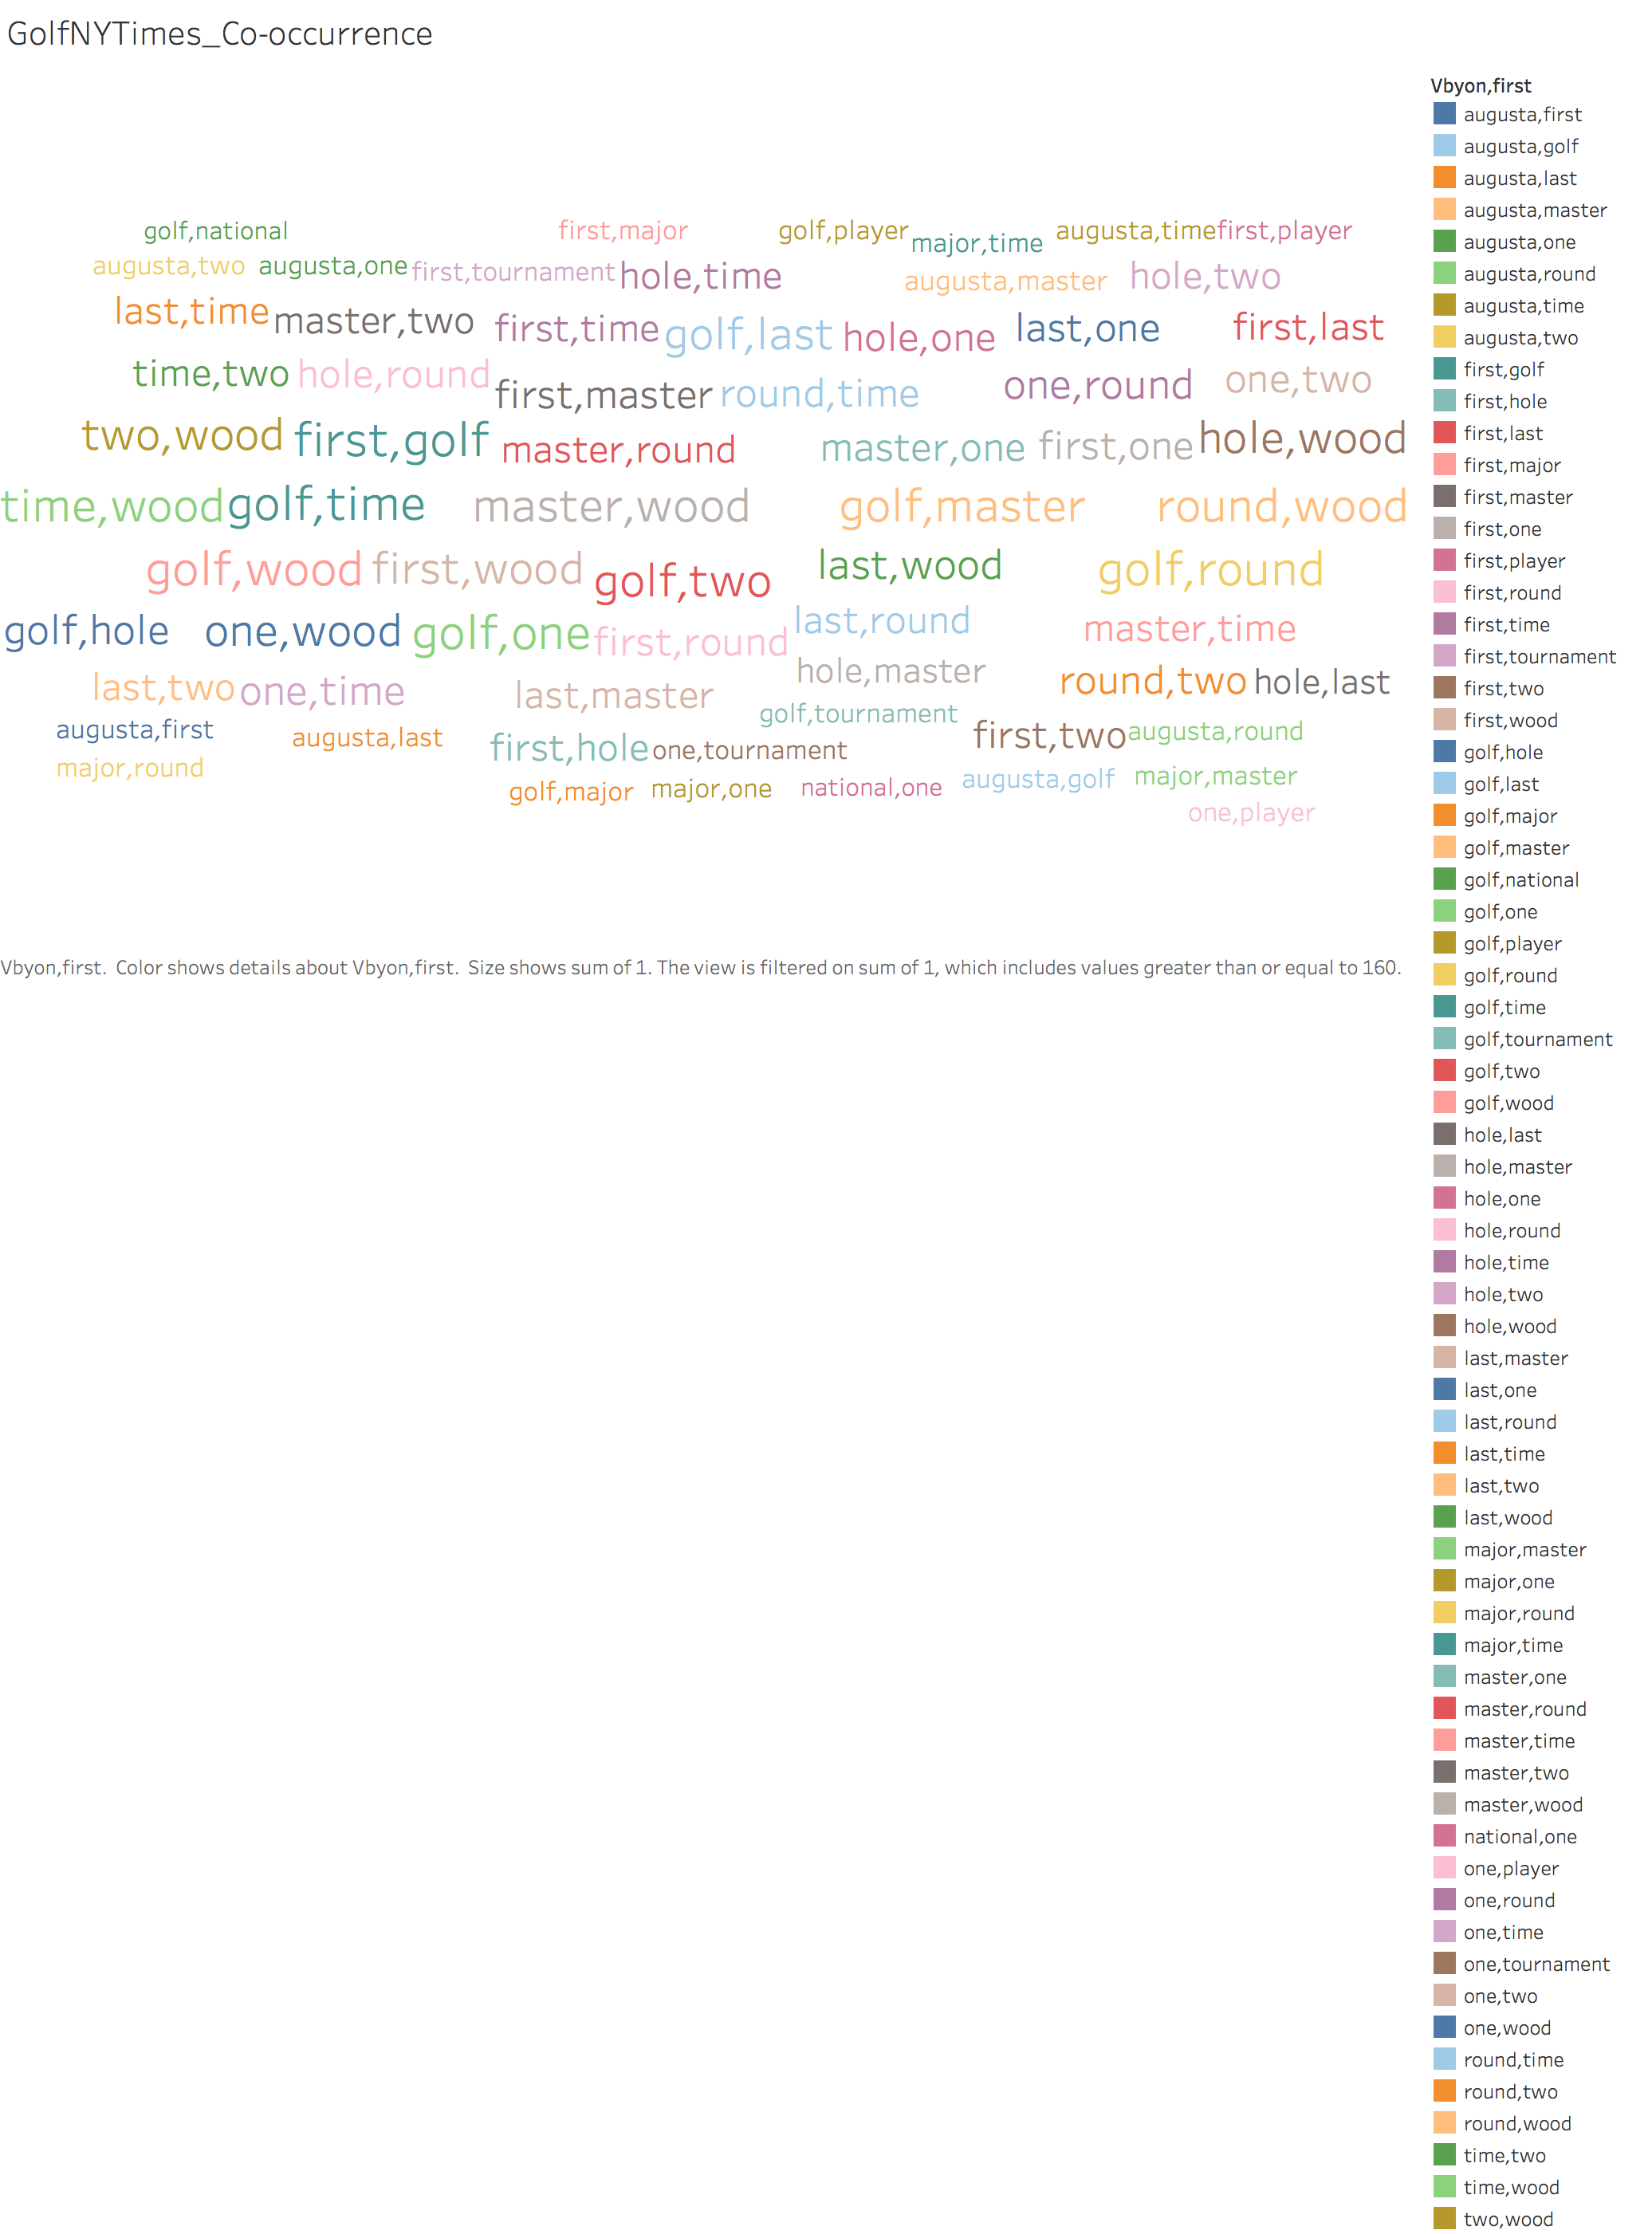 GolfNYTimes_Co-occurrence
golf,national first,major golf,player major,time augusta,time first,player
augusta,two augusta,one first,tournament hole,time augusta,master hole,two
last,time master,two first,time golf,last hole,one last,one first,last
time,two hole,round first,master round,time one,round one,two
two,wood first,golf master,round master,one first,one hole,wood
time,wood golf,time master,wood golf,master round,wood
golf,wood first,wood golf,two last,wood golf,round
golf,hole one,wood golf,one first,round last,round master,time
last,two one,time last,master hole,master round,two hole,last
augusta,first augusta,last first,hole one,tournament golf,tournament first,two augusta,round
major,round golf,major major,one national,one augusta,golf major,master
one,player
Vbyon,first. Color shows details about Vbyon,first. Size shows sum of 1. The view is filtered on sum of 1, which includes values greater than or equal to 160.
Vbyon,first
augusta,first
augusta,golf
augusta,last
augusta,master
augusta,one
augusta,round
augusta,time
augusta,two
first,golf
first,hole
first,last
first,major
first,master
first,one
first,player
first,round
first,time
first,tournament
first,two
first,wood
golf,hole
golf,last
golf,major
golf,master
golf,national
golf,one
golf,player
golf,round
golf,time
golf,tournament
golf,two
golf,wood
hole,last
hole,master
hole,one
hole,round
hole,time
hole,two
hole,wood
last,master
last,one
last,round
last,time
last,two
last,wood
major,master
major,one
major,round
major,time
master,one
master,round
master,time
master,two
master,wood
national,one
one,player
one,round
one,time
one,tournament
one,two
one,wood
round,time
round,two
round,wood
time,two
time,wood
two,wood